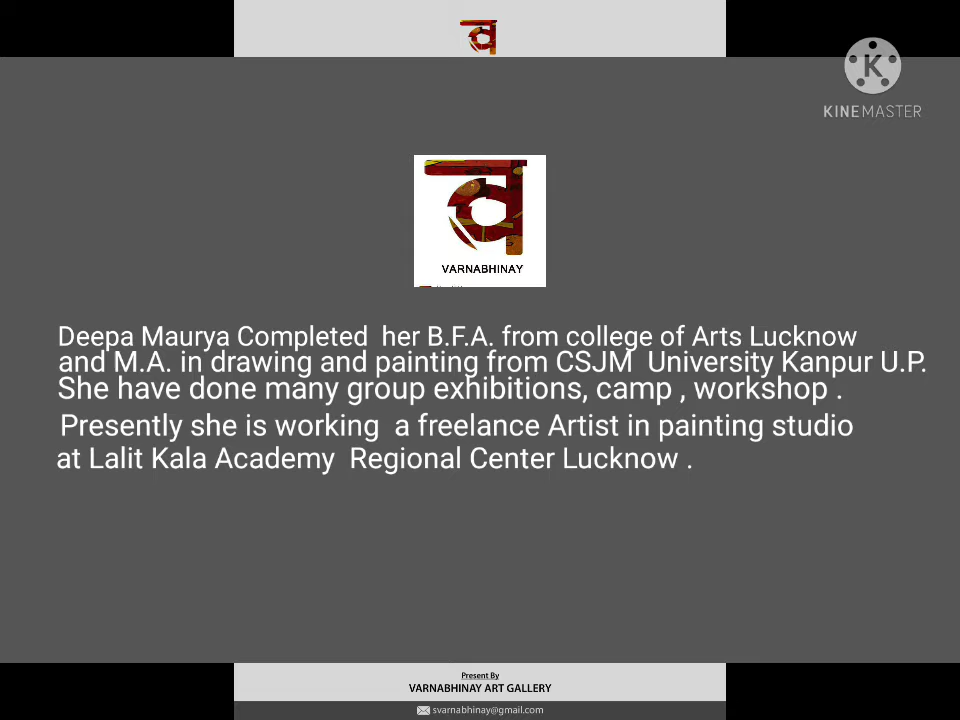 व
K
KINEMASTER
व
VARNABHINAY
Deepa Maurya Completed her B.F.A. from college of Arts Lucknow
and M.A. in drawing and painting from CSJM University Kanpur U.P.
She have done many group exhibitions, camp , workshop .
Presently she is working a freelance Artist in painting studio
at Lalit Kala Academy Regional Center Lucknow .
Present By
VARNABHINAY ART GALLERY
svarnabhinay@gmail.com